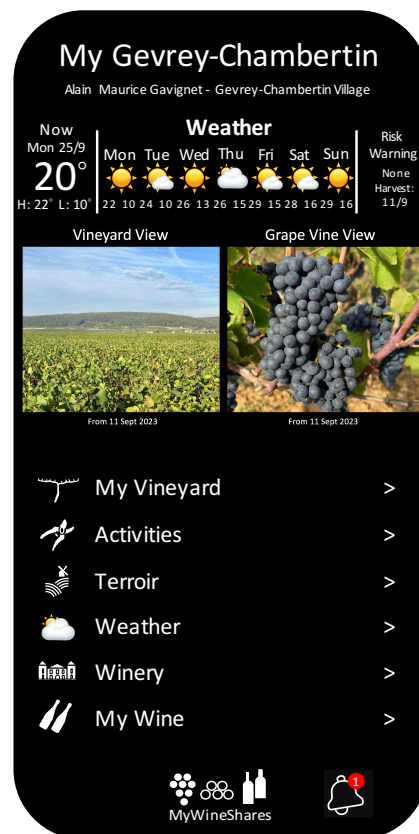 My Gevrey-Chambertin
Alain Maurice Gavignet - Gevrey-Chambertin Village
Now
Mon 25/9
20°
H: 22° L: 10°
Weather
Mon Tue Wed Thu Fri Sat Sun
22 10 24 10 26 13 26 15 29 15 28 16 29 16
Risk
Warning
None
Harvest:
11/9
Vineyard View
Grape Vine View
From 11 Sept 2023
From 11 Sept 2023
My Vineyard >
Activities >
Terroir >
Weather >
Winery >
My Wine >
MyWineShares
1